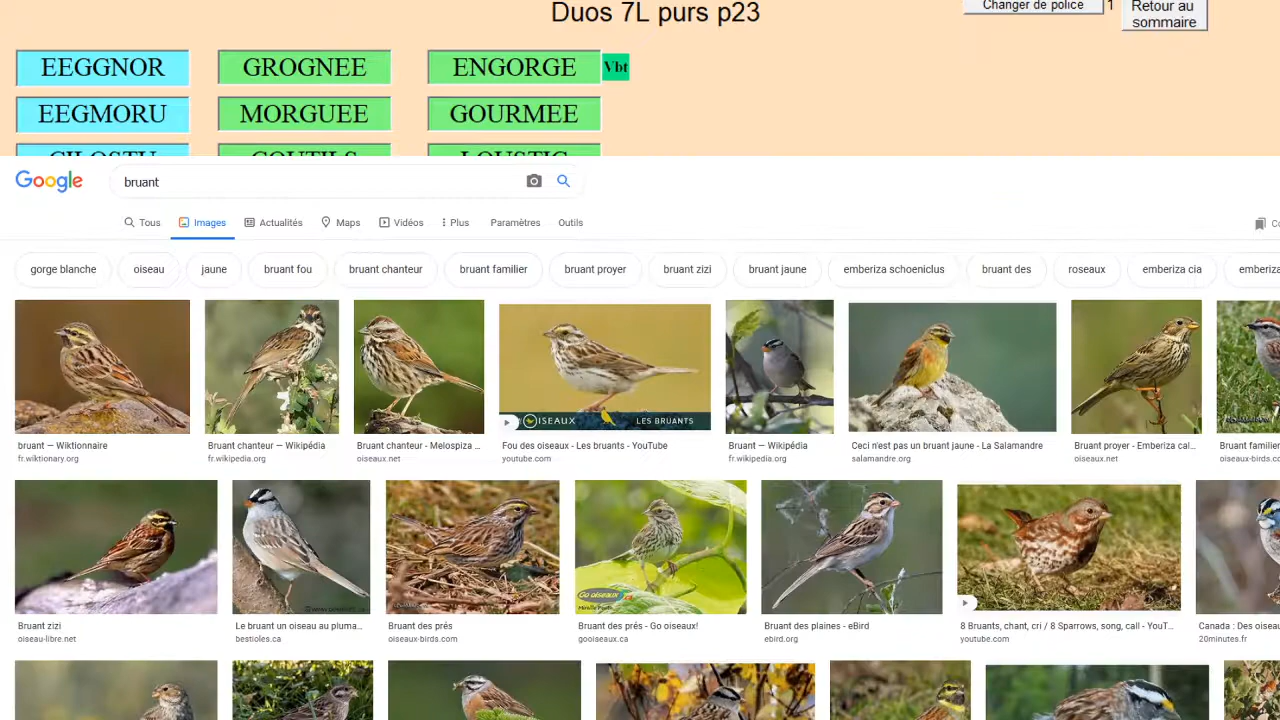 Duos 7L purs p23
Changer de police
1
Retour au
sommaire
EEGGNOR GROGNEE ENGORGE Vbt
EEGMORU MORGUEE GOURMEE
CILOSTU COUTILS LOUSTIC
Google bruant
Tous Images Actualités Maps Vidéos Plus Paramètres Outils
gorge blanche oiseau jaune bruant fou bruant chanteur bruant familier bruant proyer bruant zizi bruant jaune emberiza schoeniclus bruant des roseaux emberiza cia emberiza
OISEAUX LES BRUANTS
bruant — Wiktionnaire Bruant chanteur — Wikipédia Bruant chanteur - Melospiza ... Fou des oiseaux - Les bruants - YouTube Bruant — Wikipédia Ceci n'est pas un bruant jaune - La Salamandre Bruant proyer - Emberiza cal... Bruant familier
fr.wiktionary.org fr.wikipedia.org oiseaux.net youtube.com fr.wikipedia.org salamandre.org oiseaux.net oiseaux-birds.c
Go oiseaux!
Bruant zizi Le bruant un oiseau au pluma... Bruant des prés Bruant des prés - Go oiseaux! Bruant des plaines - eBird 8 Bruants, chant, cri / 8 Sparrows, song, call - YouT... Canada : Des oiseau
oiseau-libre.net bestioles.ca oiseaux-birds.com gooiseaux.ca ebird.org youtube.com 20minutes.fr